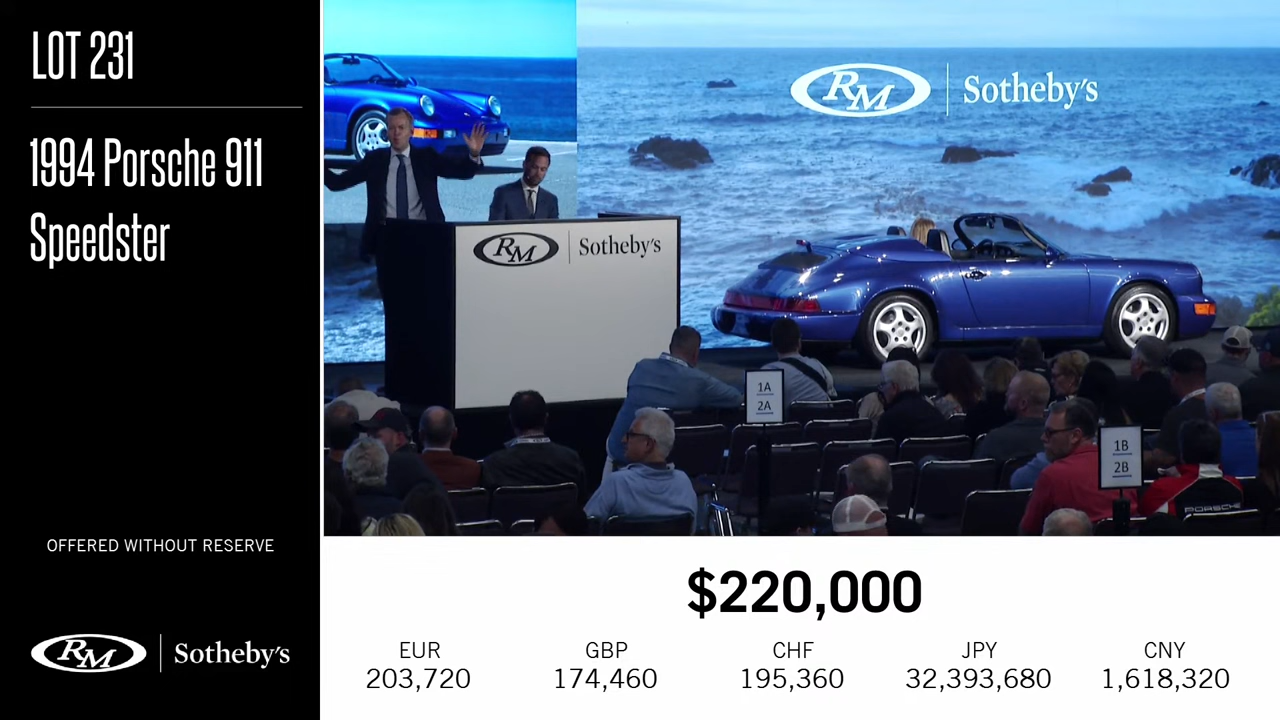 LOT 231
1994 Porsche 911
Speedster
OFFERED WITHOUT RESERVE
RM Sotheby's
RM Sotheby's
RM Sotheby's
1A
2A
1B
2B
PORSCHE
$220,000
EUR GBP CHF JPY CNY
203,720 174,460 195,360 32,393,680 1,618,320